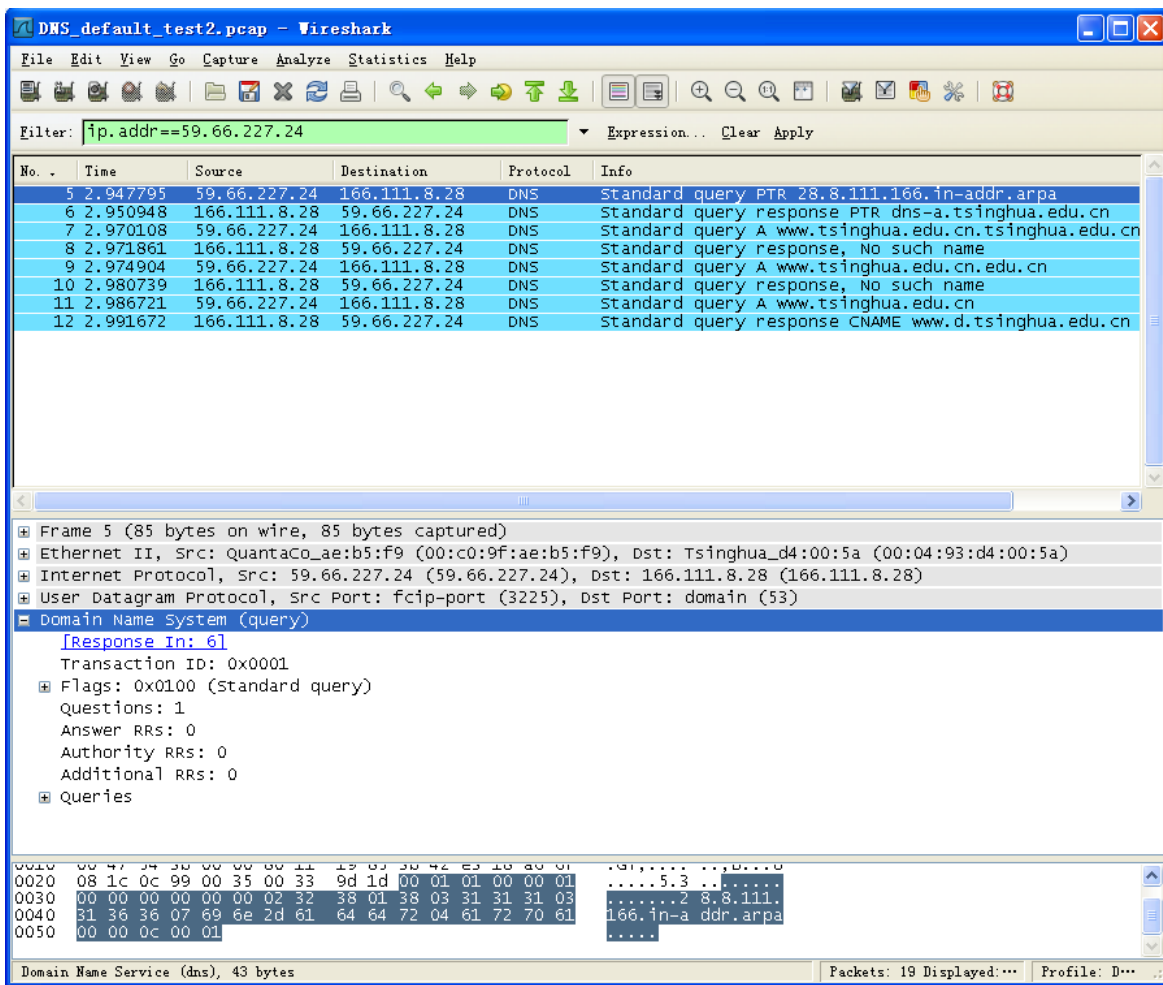 DNS_default_test2.pcap - Wireshark
File Edit View Go Capture Analyze Statistics Help
Filter: ip.addr==59.66.227.24 Expression... Clear Apply
No. . Time Source Destination Protocol Info
5 2.947795 59.66.227.24 166.111.8.28 DNS Standard query PTR 28.8.111.166.in-addr.arpa
6 2.950948 166.111.8.28 59.66.227.24 DNS Standard query response PTR dns-a.tsinghua.edu.cn
7 2.970108 59.66.227.24 166.111.8.28 DNS Standard query A www.tsinghua.edu.cn.tsinghua.edu.cn
8 2.971861 166.111.8.28 59.66.227.24 DNS Standard query response, No such name
9 2.974904 59.66.227.24 166.111.8.28 DNS Standard query A www.tsinghua.edu.cn.edu.cn
10 2.980739 166.111.8.28 59.66.227.24 DNS Standard query response, No such name
11 2.986721 59.66.227.24 166.111.8.28 DNS Standard query A www.tsinghua.edu.cn
12 2.991672 166.111.8.28 59.66.227.24 DNS Standard query response CNAME www.d.tsinghua.edu.cn
Frame 5 (85 bytes on wire, 85 bytes captured)
Ethernet II, Src: QuantaCo_ae:b5:f9 (00:c0:9f:ae:b5:f9), Dst: Tsinghua_d4:00:5a (00:04:93:d4:00:5a)
Internet Protocol, Src: 59.66.227.24 (59.66.227.24), Dst: 166.111.8.28 (166.111.8.28)
User Datagram Protocol, Src Port: fcip-port (3225), Dst Port: domain (53)
Domain Name System (query)
[Response In: 6]
Transaction ID: 0x0001
Flags: 0x0100 (Standard query)
Questions: 1
Answer RRs: 0
Authority RRs: 0
Additional RRs: 0
Queries
0020 08 1c 0c 99 00 35 00 33 9d 1d 00 01 01 00 00 01 .....5.3 ........
0030 00 00 00 00 00 00 02 32 38 01 38 03 31 31 31 03 .......2 8.8.111.
0040 31 36 36 07 69 6e 2d 61 64 64 72 04 61 72 70 61 166.in-a ddr.arpa
0050 00 00 0c 00 01 .....
Domain Name Service (dns), 43 bytes Packets: 19 Displayed:··· Profile: D···